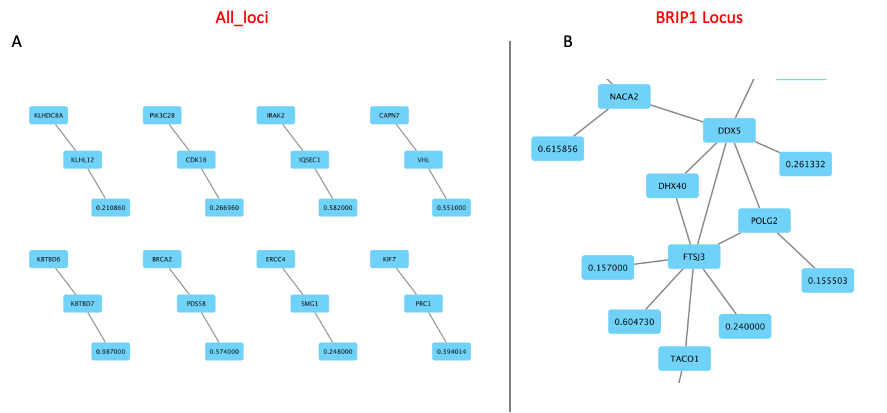 All_loci
BRIP1 Locus
A
B
KLHDC8A
PIK3C2B
IRAK2
CAPN7
KLHL12
CDK18
IQSEC1
VHL
0.210860
0.266960
0.582000
0.551000
KBTBD6
BRCA2
ERCC4
KIF7
KBTBD7
PDS5B
SMG1
PRC1
0.987000
0.574000
0.248000
0.394014
NACA2
DDX5
0.615856
0.261332
DHX40
POLG2
FTSJ3
0.157000
0.155503
0.604730
0.240000
TACO1